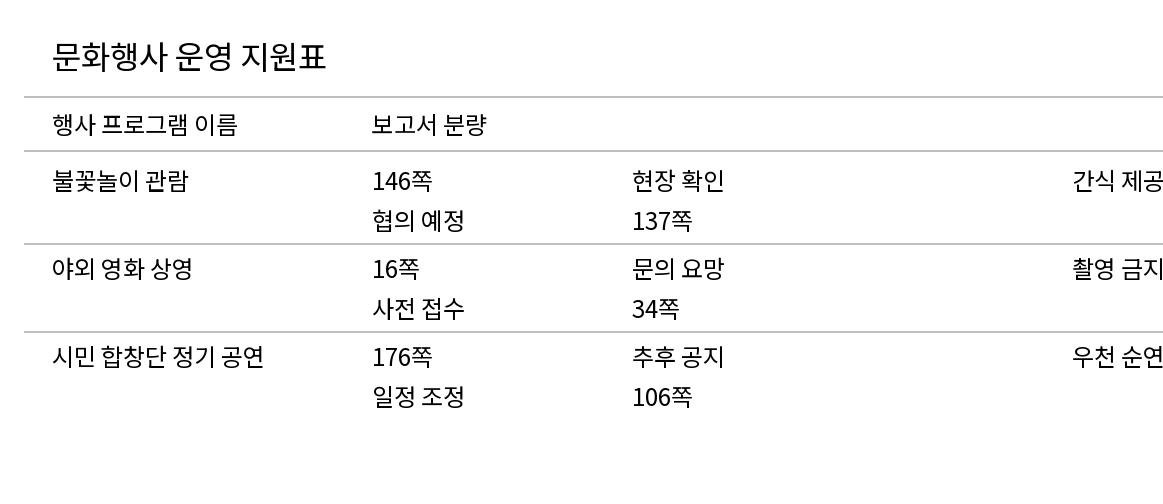 문화행사 운영 지원표
행사 프로그램 이름 보고서 분량
불꽃놀이 관람 146쪽 현장 확인 간식 제공
협의 예정 137쪽
야외 영화 상영 16쪽 문의 요망 촬영 금지
사전 접수 34쪽
시민 합창단 정기 공연 176쪽 추후 공지 우천 순연
일정 조정 106쪽